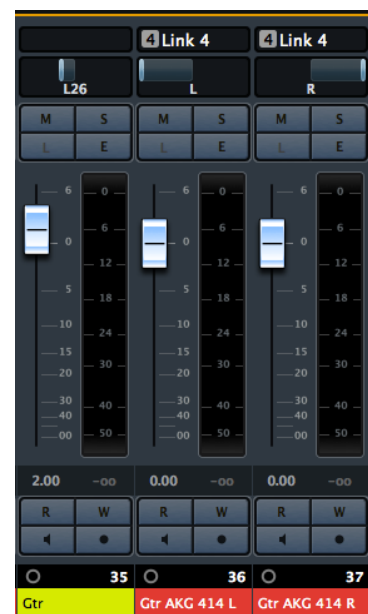 4 Link 4 4 Link 4
L26 L R
M S M S M S
L E L E L E
6 0 6 0 6 0
0 6 0 6 0 6
12 12 12
5 18 5 18 5 18
10 24 10 24 10 24
15 30 15 30 15 30
20 20 20
30 40 30 40 30 40
40 40 40
00 50 00 50 00 50
2.00 -oo 0.00 -oo 0.00 -oo
R W R W R W
35 36 37
Gtr Gtr AKG 414 L Gtr AKG 414 R